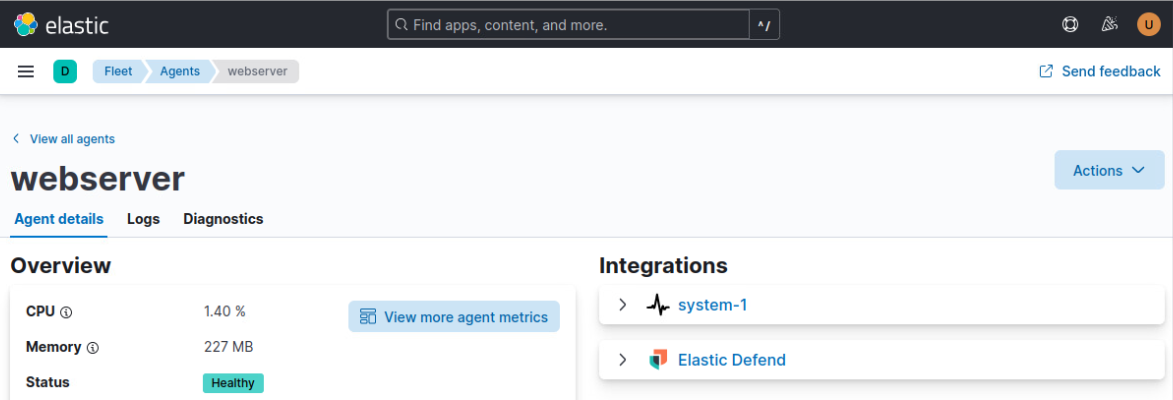 elastic
Find apps, content, and more.
^/
U
D
Fleet
Agents
webserver
Send feedback
View all agents
webserver
Actions
Agent details
Logs
Diagnostics
Overview
CPU
1.40 %
View more agent metrics
Memory
227 MB
Status
Healthy
Integrations
system-1
Elastic Defend